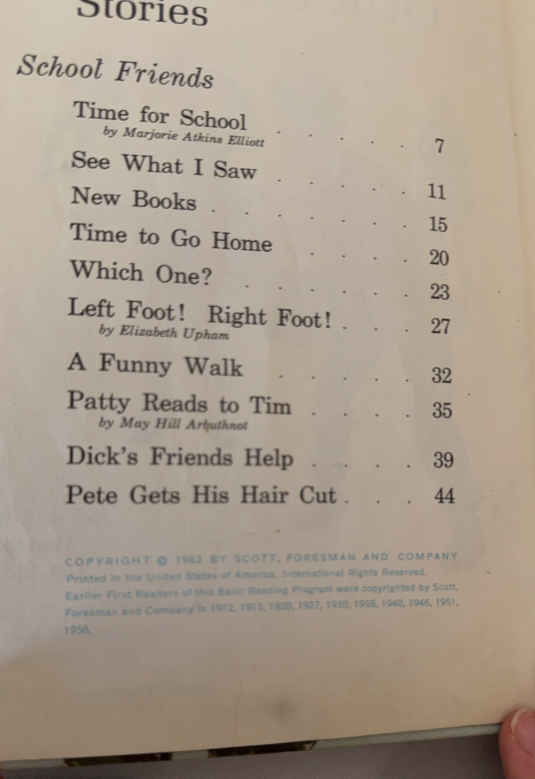 Stories
School Friends
Time for School . . . . . 7
by Marjorie Atkins Elliott
See What I Saw . . . . . 11
New Books . . . . . . . 15
Time to Go Home . . . . 20
Which One? . . . . . . 23
Left Foot! Right Foot! . . . 27
by Elizabeth Upham
A Funny Walk . . . . . 32
Patty Reads to Tim . . . . 35
by May Hill Arbuthnot
Dick's Friends Help . . . . 39
Pete Gets His Hair Cut . . . 44
COPYRIGHT © 1963 BY SCOTT, FORESMAN AND COMPANY
Printed in the United States of America. International Rights Reserved.
Earlier First Readers of this Basic Reading Program were copyrighted by Scott,
Foresman and Company in 1912, 1920, 1927, 1940, 1946, 1951,
1956.